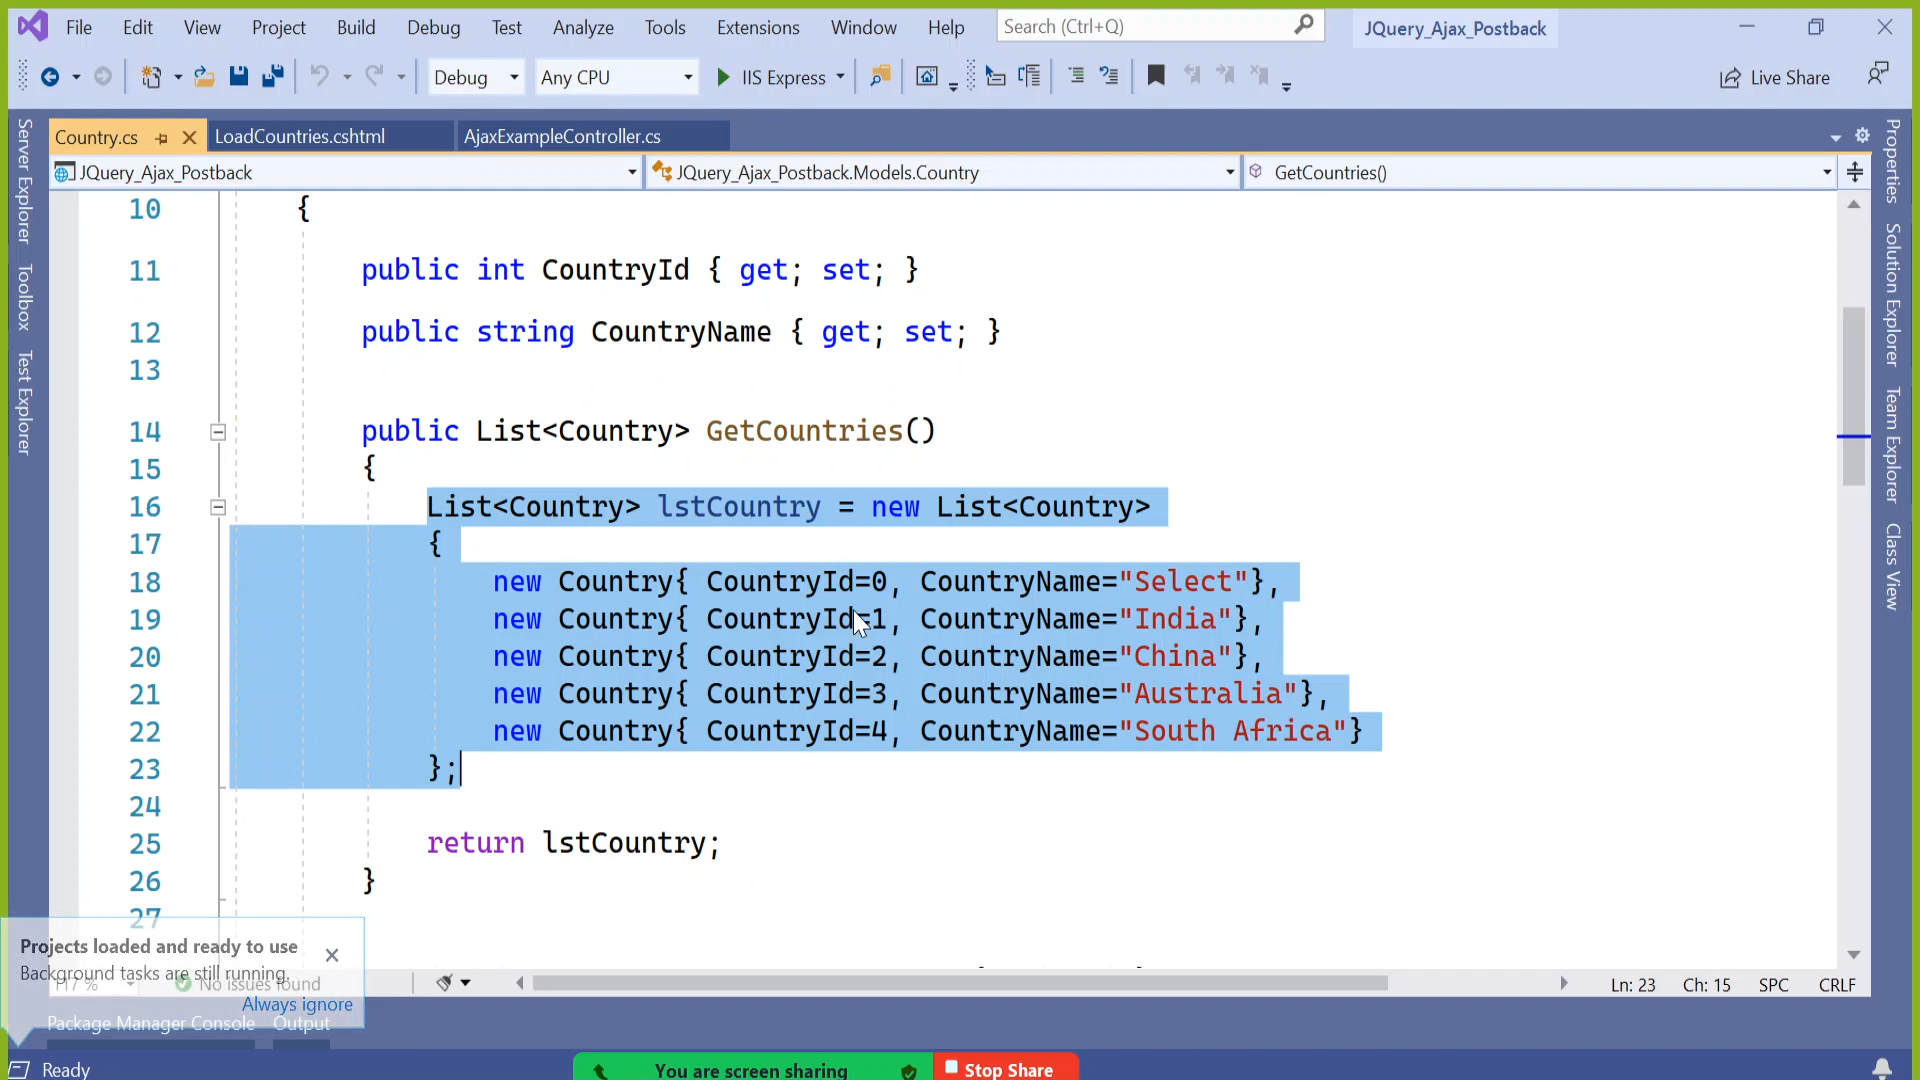 File Edit View Project Build Debug Test Analyze Tools Extensions Window Help Search (Ctrl+Q) JQuery_Ajax_Postback
Debug Any CPU IIS Express Live Share
Country.cs LoadCountries.cshtml AjaxExampleController.cs
JQuery_Ajax_Postback JQuery_Ajax_Postback.Models.Country GetCountries()
Server Explorer
Toolbox
Test Explorer
10 {
11 public int CountryId { get; set; }
12 public string CountryName { get; set; }
13
14 public List<Country> GetCountries()
15 {
16 List<Country> lstCountry = new List<Country>
17 {
18 new Country{ CountryId=0, CountryName="Select"},
19 new Country{ CountryId=1, CountryName="India"},
20 new Country{ CountryId=2, CountryName="China"},
21 new Country{ CountryId=3, CountryName="Australia"},
22 new Country{ CountryId=4, CountryName="South Africa"}
23 };
24
25 return lstCountry;
26 }
27
Properties
Solution Explorer
Team Explorer
Class View
Projects loaded and ready to use
Background tasks are still running.
Always ignore
117 % No issues found Ln: 23 Ch: 15 SPC CRLF
Package Manager Console Output
Ready You are screen sharing Stop Share